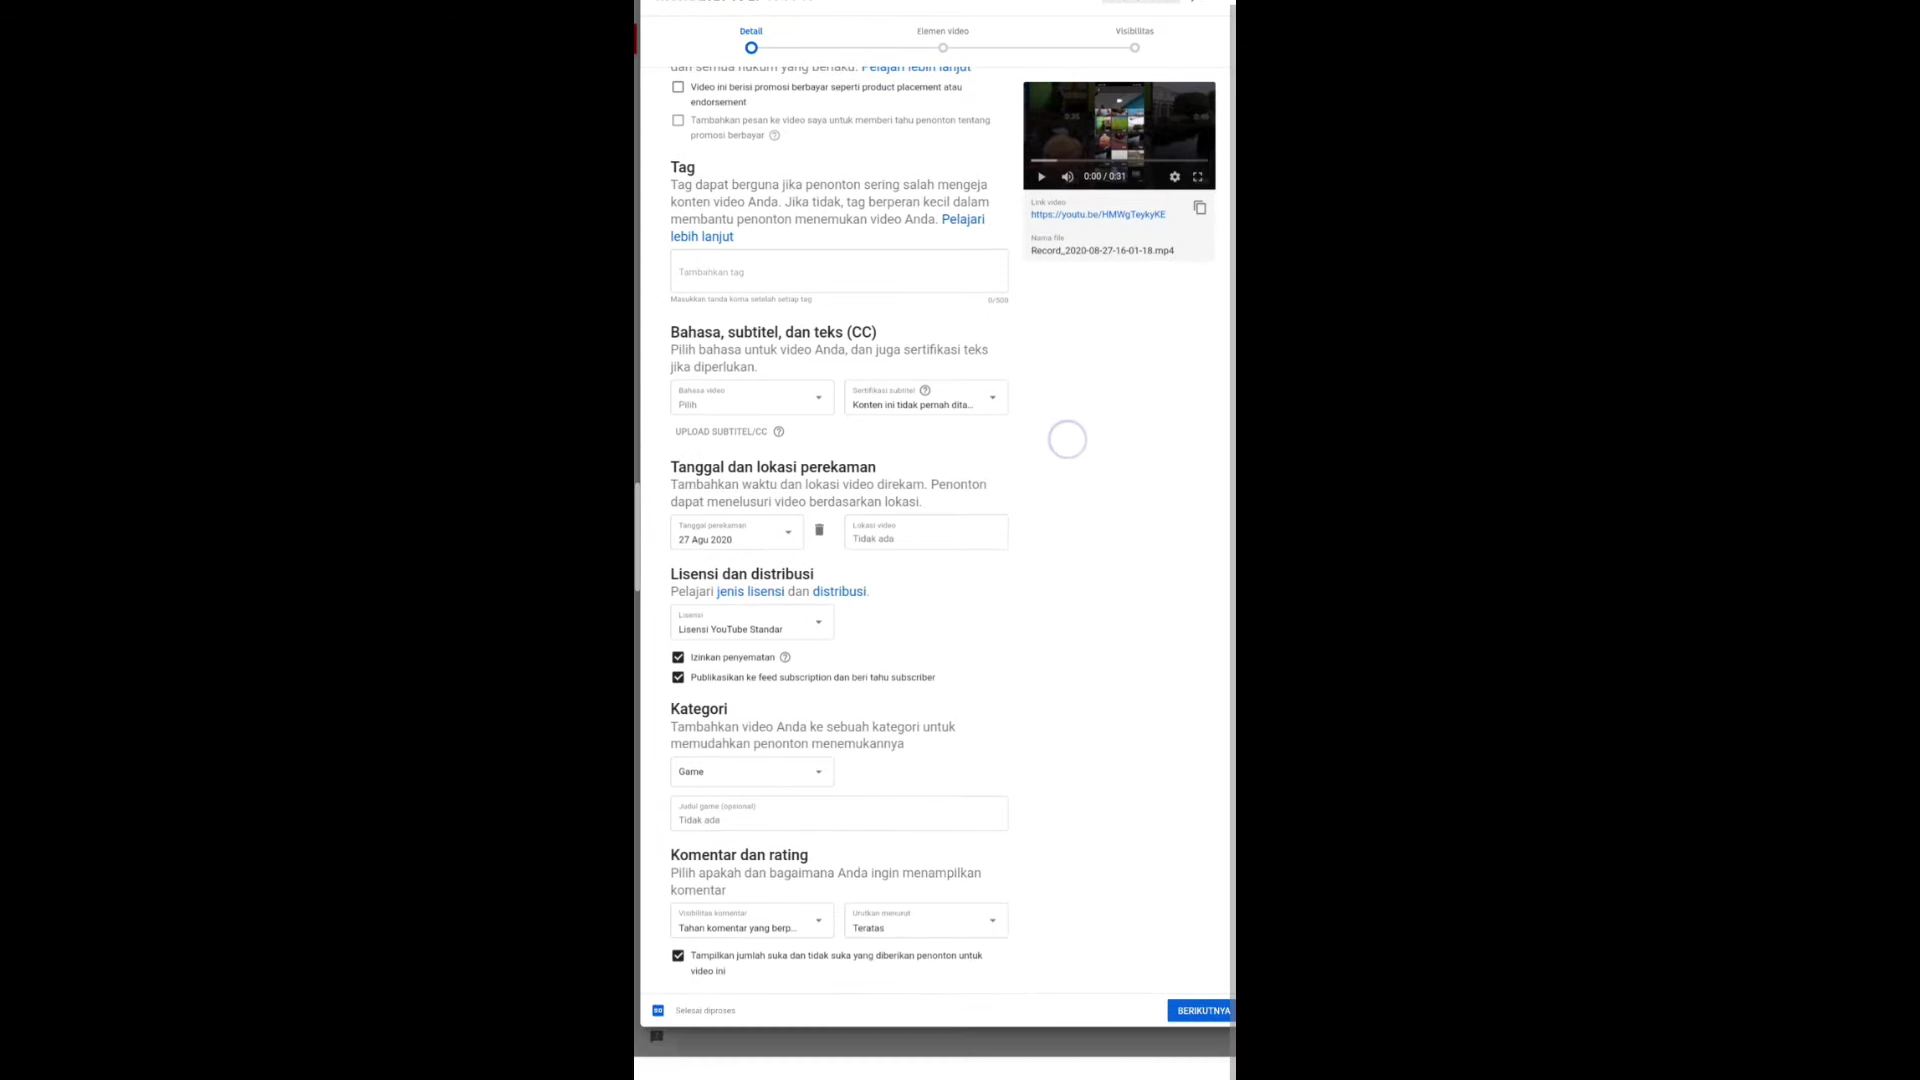 Detail
Elemen video
Visibilitas
dan semua hukum yang berlaku. Pelajari lebih lanjut
Video ini berisi promosi berbayar seperti product placement atau
endorsement
Tambahkan pesan ke video saya untuk memberi tahu penonton tentang
promosi berbayar
Tag
Tag dapat berguna jika penonton sering salah mengeja
konten video Anda. Jika tidak, tag berperan kecil dalam
membantu penonton menemukan video Anda. Pelajari
lebih lanjut
Tambahkan tag
Masukkan tanda koma setelah setiap tag
0/500
0:00 / 0:31
Link video
https://youtu.be/HMWgTeykyKE
Nama file
Record_2020-08-27-16-01-18.mp4
Bahasa, subtitel, dan teks (CC)
Pilih bahasa untuk video Anda, dan juga sertifikasi teks
jika diperlukan.
Bahasa video
Pilih
Sertifikasi subtitel
Konten ini tidak pernah dita...
UPLOAD SUBTITEL/CC
Tanggal dan lokasi perekaman
Tambahkan waktu dan lokasi video direkam. Penonton
dapat menelusuri video berdasarkan lokasi.
Tanggal perekaman
27 Agu 2020
Lokasi video
Tidak ada
Lisensi dan distribusi
Pelajari jenis lisensi dan distribusi.
Lisensi
Lisensi YouTube Standar
Izinkan penyematan
Publikasikan ke feed subscription dan beri tahu subscriber
Kategori
Tambahkan video Anda ke sebuah kategori untuk
memudahkan penonton menemukannya
Game
Judul game (opsional)
Tidak ada
Komentar dan rating
Pilih apakah dan bagaimana Anda ingin menampilkan
komentar
Visibilitas komentar
Tahan komentar yang berp...
Urutkan menurut
Teratas
Tampilkan jumlah suka dan tidak suka yang diberikan penonton untuk
video ini
SD
Selesai diproses
BERIKUTNYA